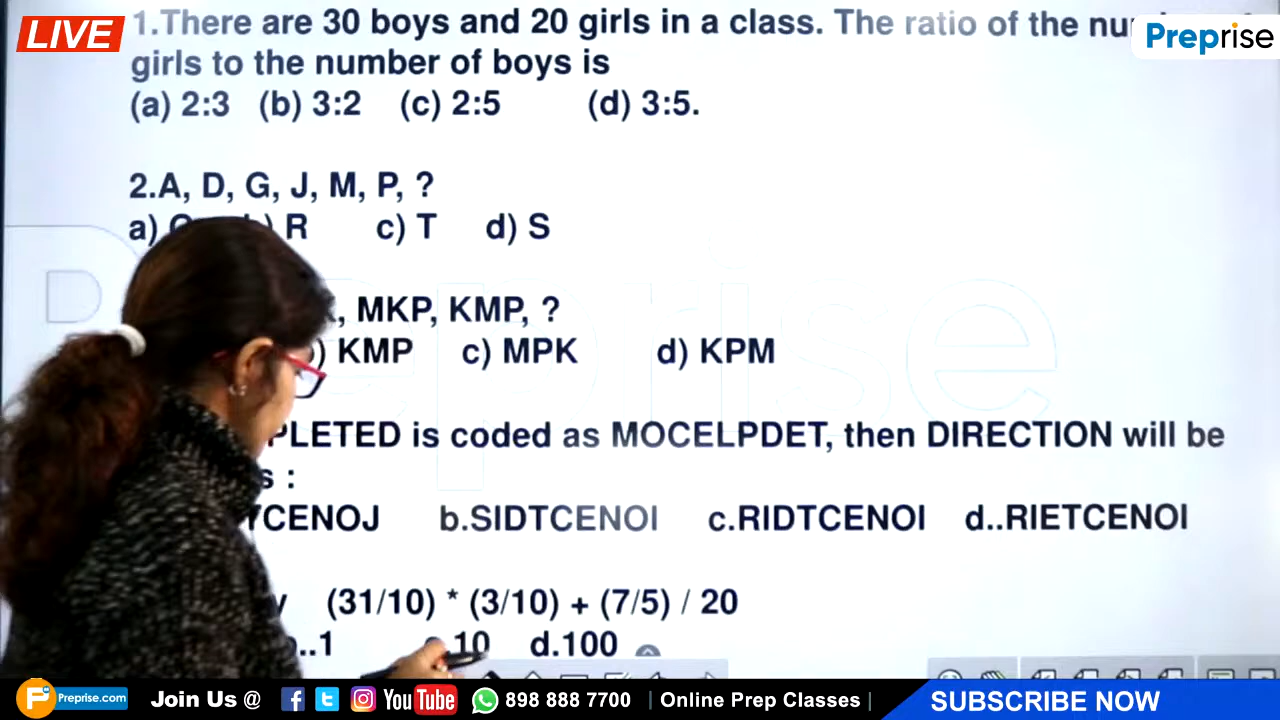 LIVE
Preprise
1.There are 30 boys and 20 girls in a class. The ratio of the
girls to the number of boys is
(a) 2:3 (b) 3:2 (c) 2:5 (d) 3:5.
2.A, D, G, J, M, P, ?
a) R c) T d) S
, MKP, KMP, ?
) KMP c) MPK d) KPM
PLETED is coded as MOCELPDET, then DIRECTION will be
s :
CENOJ b.SIDTCENOI c.RIDTCENOI d..RIETCENOI
(31/10) * (3/10) + (7/5) / 20
..1 .10 d.100
Preprise
Preprise.com Join Us @ YouTube 898 888 7700 | Online Prep Classes | SUBSCRIBE NOW